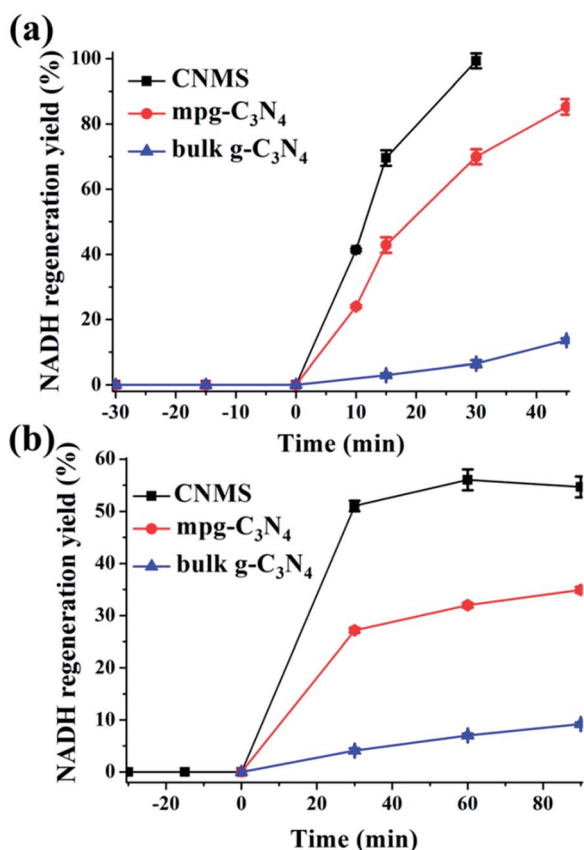 (a)
NADH regeneration yield (%)
100
80
60
40
20
0
CNMS
mpg-C₃N₄
bulk g-C₃N₄
-30 -20 -10 0 10 20 30 40
Time (min)
(b)
NADH regeneration yield (%)
60
50
40
30
20
10
0
CNMS
mpg-C₃N₄
bulk g-C₃N₄
-20 0 20 40 60 80
Time (min)